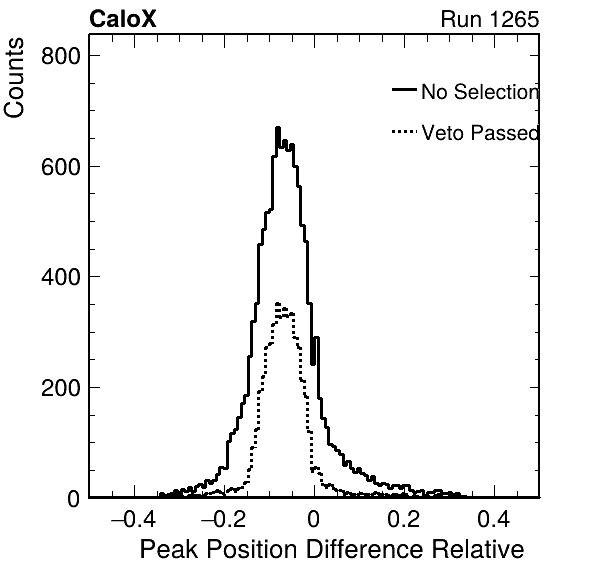 CaloX Run 1265
Counts
800
600
400
200
0
No Selection
Veto Passed
−0.4 −0.2 0 0.2 0.4
Peak Position Difference Relative